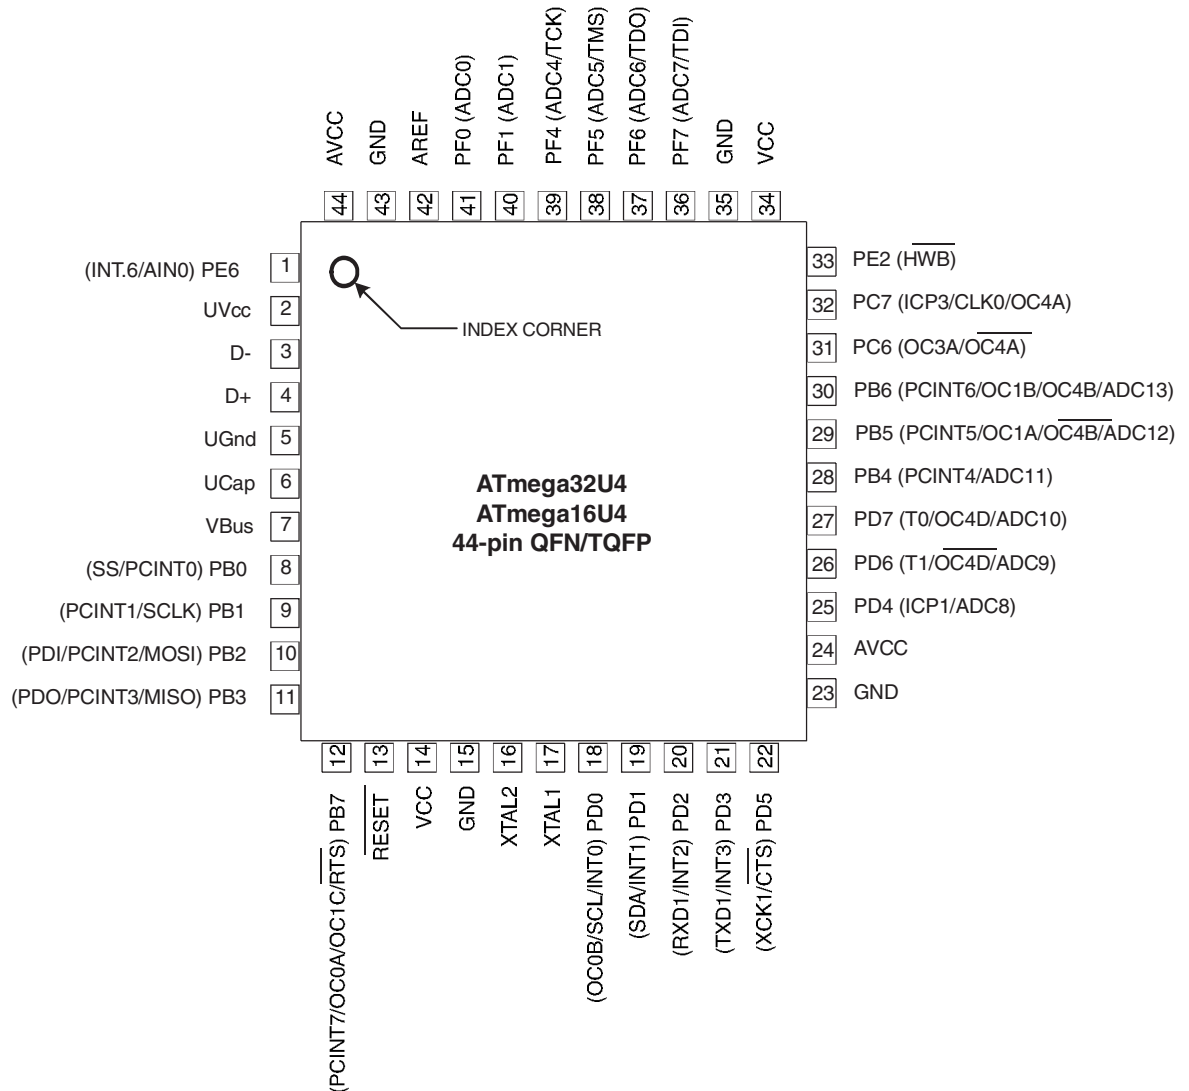 AVCC
GND
AREF
PF0 (ADC0)
PF1 (ADC1)
PF4 (ADC4/TCK)
PF5 (ADC5/TMS)
PF6 (ADC6/TDO)
PF7 (ADC7/TDI)
GND
VCC
44
43
42
41
40
39
38
37
36
35
34
(INT.6/AIN0) PE6 1
UVcc 2
D- 3
D+ 4
UGnd 5
UCap 6
VBus 7
(SS/PCINT0) PB0 8
(PCINT1/SCLK) PB1 9
(PDI/PCINT2/MOSI) PB2 10
(PDO/PCINT3/MISO) PB3 11
INDEX CORNER
ATmega32U4
ATmega16U4
44-pin QFN/TQFP
33 PE2 (HWB)
32 PC7 (ICP3/CLK0/OC4A)
31 PC6 (OC3A/OC4A)
30 PB6 (PCINT6/OC1B/OC4B/ADC13)
29 PB5 (PCINT5/OC1A/OC4B/ADC12)
28 PB4 (PCINT4/ADC11)
27 PD7 (T0/OC4D/ADC10)
26 PD6 (T1/OC4D/ADC9)
25 PD4 (ICP1/ADC8)
24 AVCC
23 GND
12
13
14
15
16
17
18
19
20
21
22
(PCINT7/OC0A/OC1C/RTS) PB7
RESET
VCC
GND
XTAL2
XTAL1
(OC0B/SCL/INT0) PD0
(SDA/INT1) PD1
(RXD1/INT2) PD2
(TXD1/INT3) PD3
(XCK1/CTS) PD5